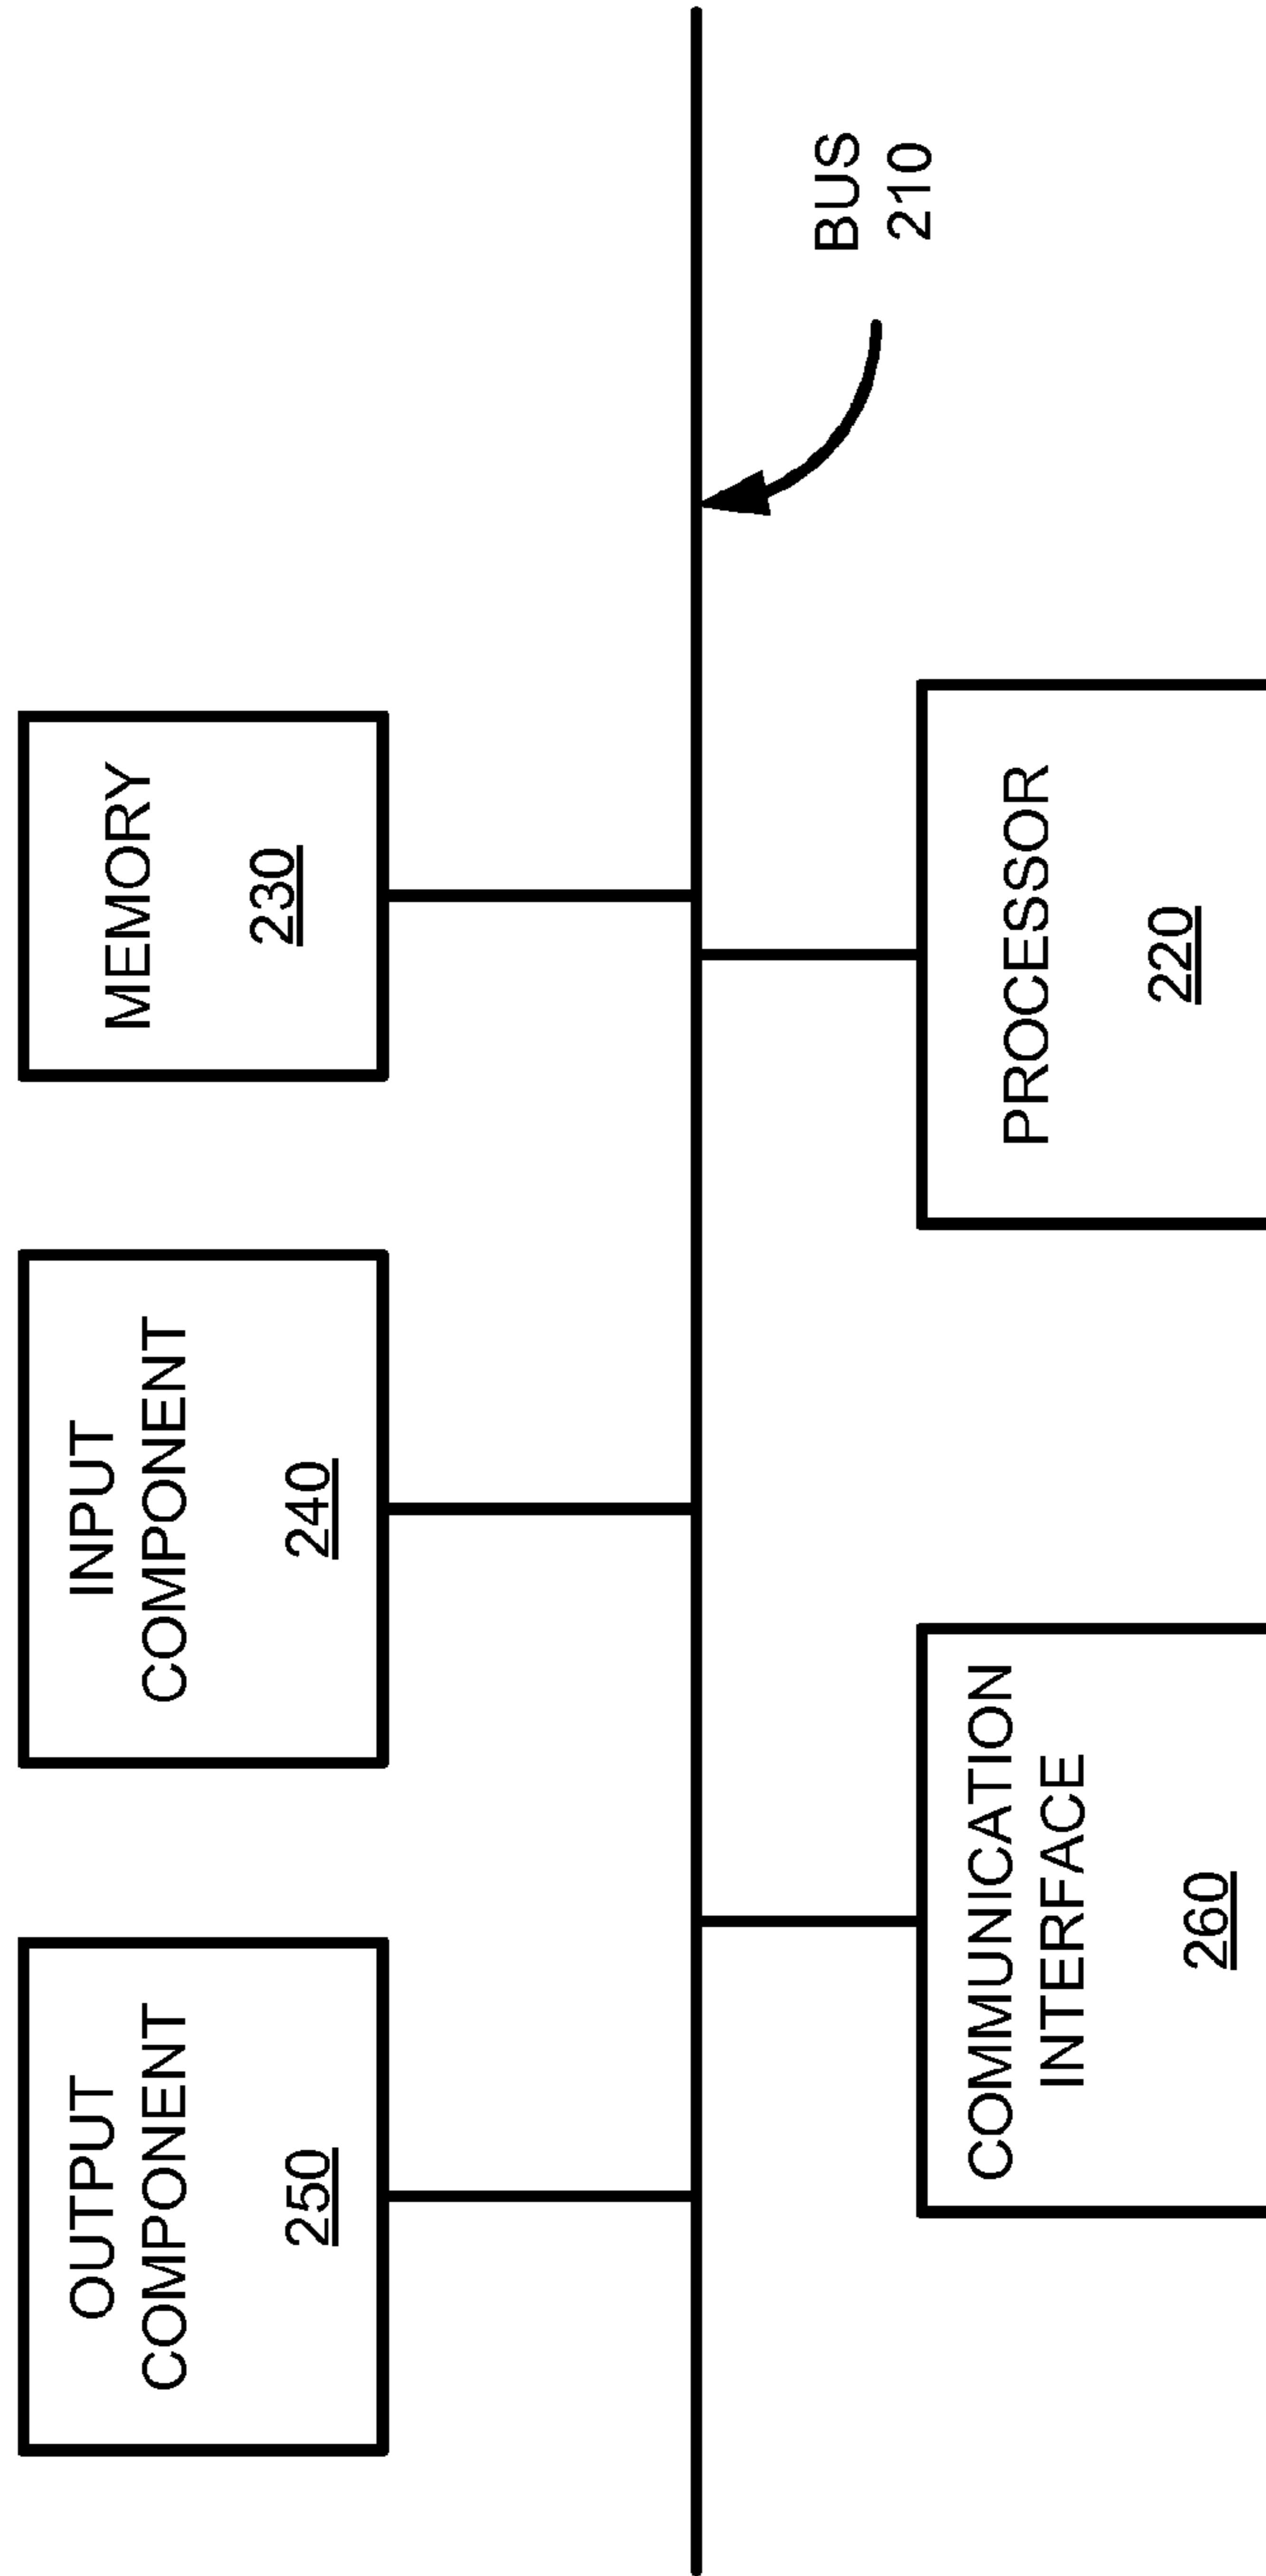 OUTPUT
COMPONENT
250
INPUT
COMPONENT
240
MEMORY
230
BUS
210
COMMUNICATION
INTERFACE
260
PROCESSOR
220